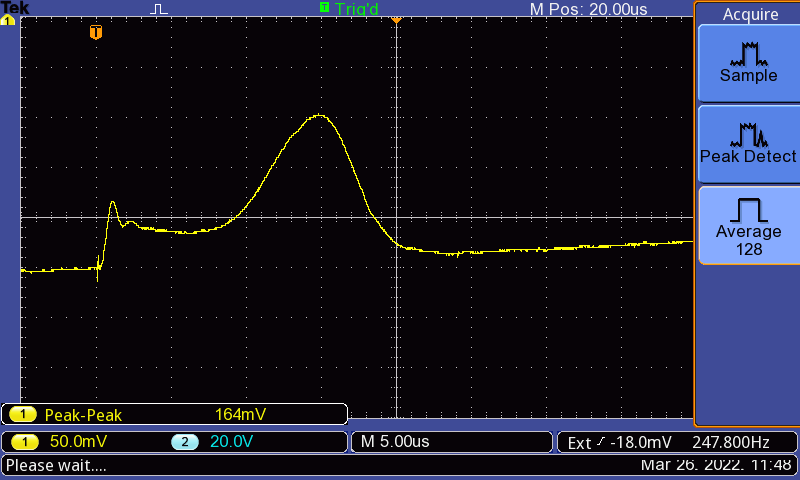 Tek T Trig'd M Pos: 20.00us Acquire
1
T
Sample
Peak Detect
Average
128
1 Peak-Peak 164mV
1 50.0mV 2 20.0V M 5.00us Ext -18.0mV 247.800Hz
Please wait.... Mar 26, 2022, 11:48